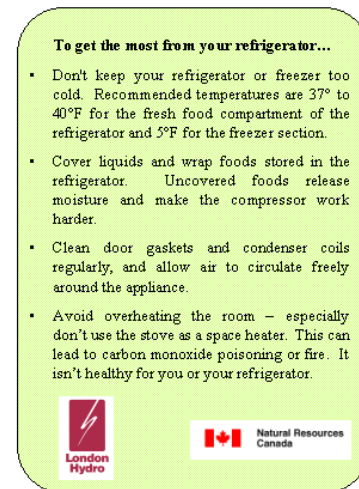 To get the most from your refrigerator…
• Don't keep your refrigerator or freezer too
cold. Recommended temperatures are 37° to
40°F for the fresh food compartment of the
refrigerator and 5°F for the freezer section.
• Cover liquids and wrap foods stored in the
refrigerator. Uncovered foods release
moisture and make the compressor work
harder.
• Clean door gaskets and condenser coils
regularly, and allow air to circulate freely
around the appliance.
• Avoid overheating the room – especially
don’t use the stove as a space heater. This can
lead to carbon monoxide poisoning or fire. It
isn’t healthy for you or your refrigerator.
London
Hydro
Natural Resources
Canada